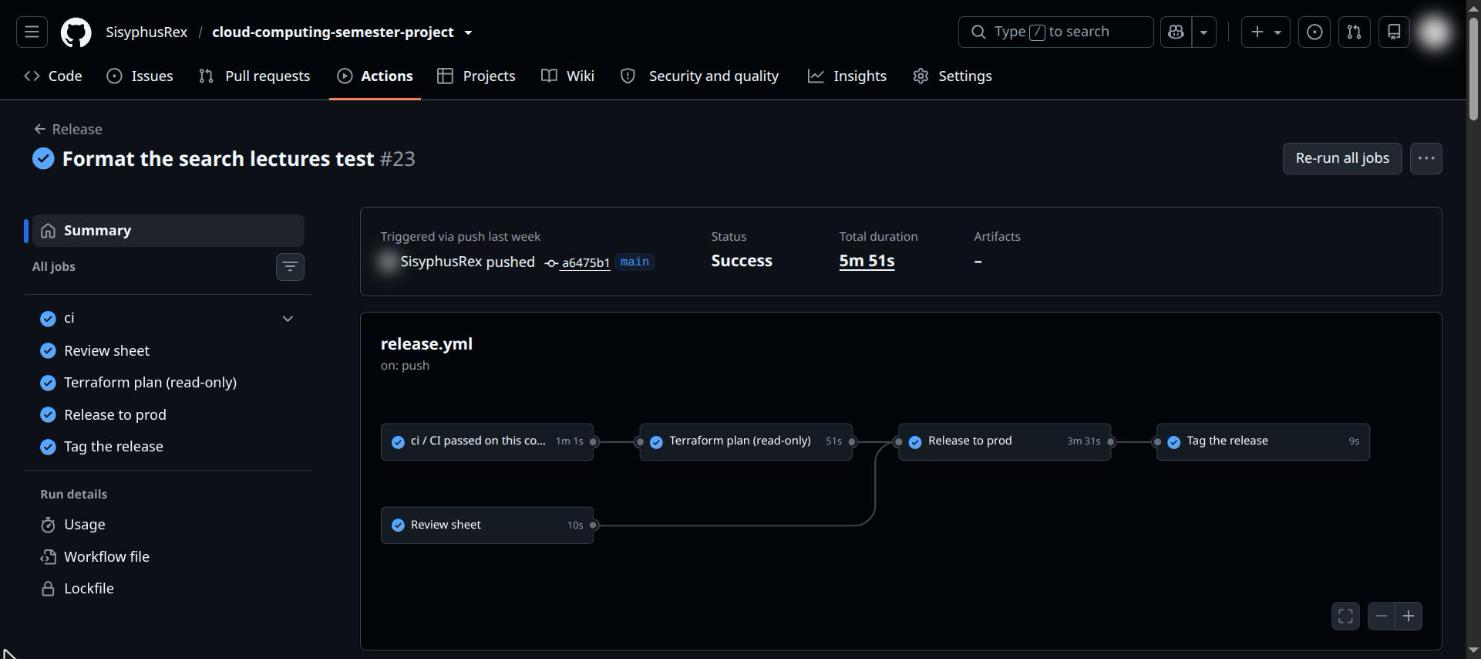 SisyphusRex / cloud-computing-semester-project
Type / to search
Code Issues Pull requests Actions Projects Wiki Security and quality Insights Settings
Release
Format the search lectures test #23
Re-run all jobs
Summary
All jobs
ci
Review sheet
Terraform plan (read-only)
Release to prod
Tag the release
Run details
Usage
Workflow file
Lockfile
Triggered via push last week
SisyphusRex pushed a6475b1 main
Status
Success
Total duration
5m 51s
Artifacts
–
release.yml
on: push
ci / CI passed on this co... 1m 1s
Terraform plan (read-only) 51s
Release to prod 3m 31s
Tag the release 9s
Review sheet 10s